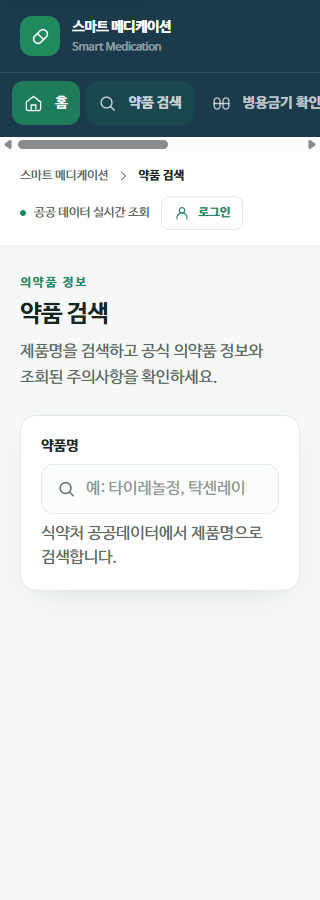 스마트 메디케이션
Smart Medication
홈
약품 검색
병용금기 확인
스마트 메디케이션
약품 검색
공공 데이터 실시간 조회
로그인
의약품 정보
약품 검색
제품명을 검색하고 공식 의약품 정보와
조회된 주의사항을 확인하세요.
약품명
예: 타이레놀정, 탁센레이
식약처 공공데이터에서 제품명으로
검색합니다.